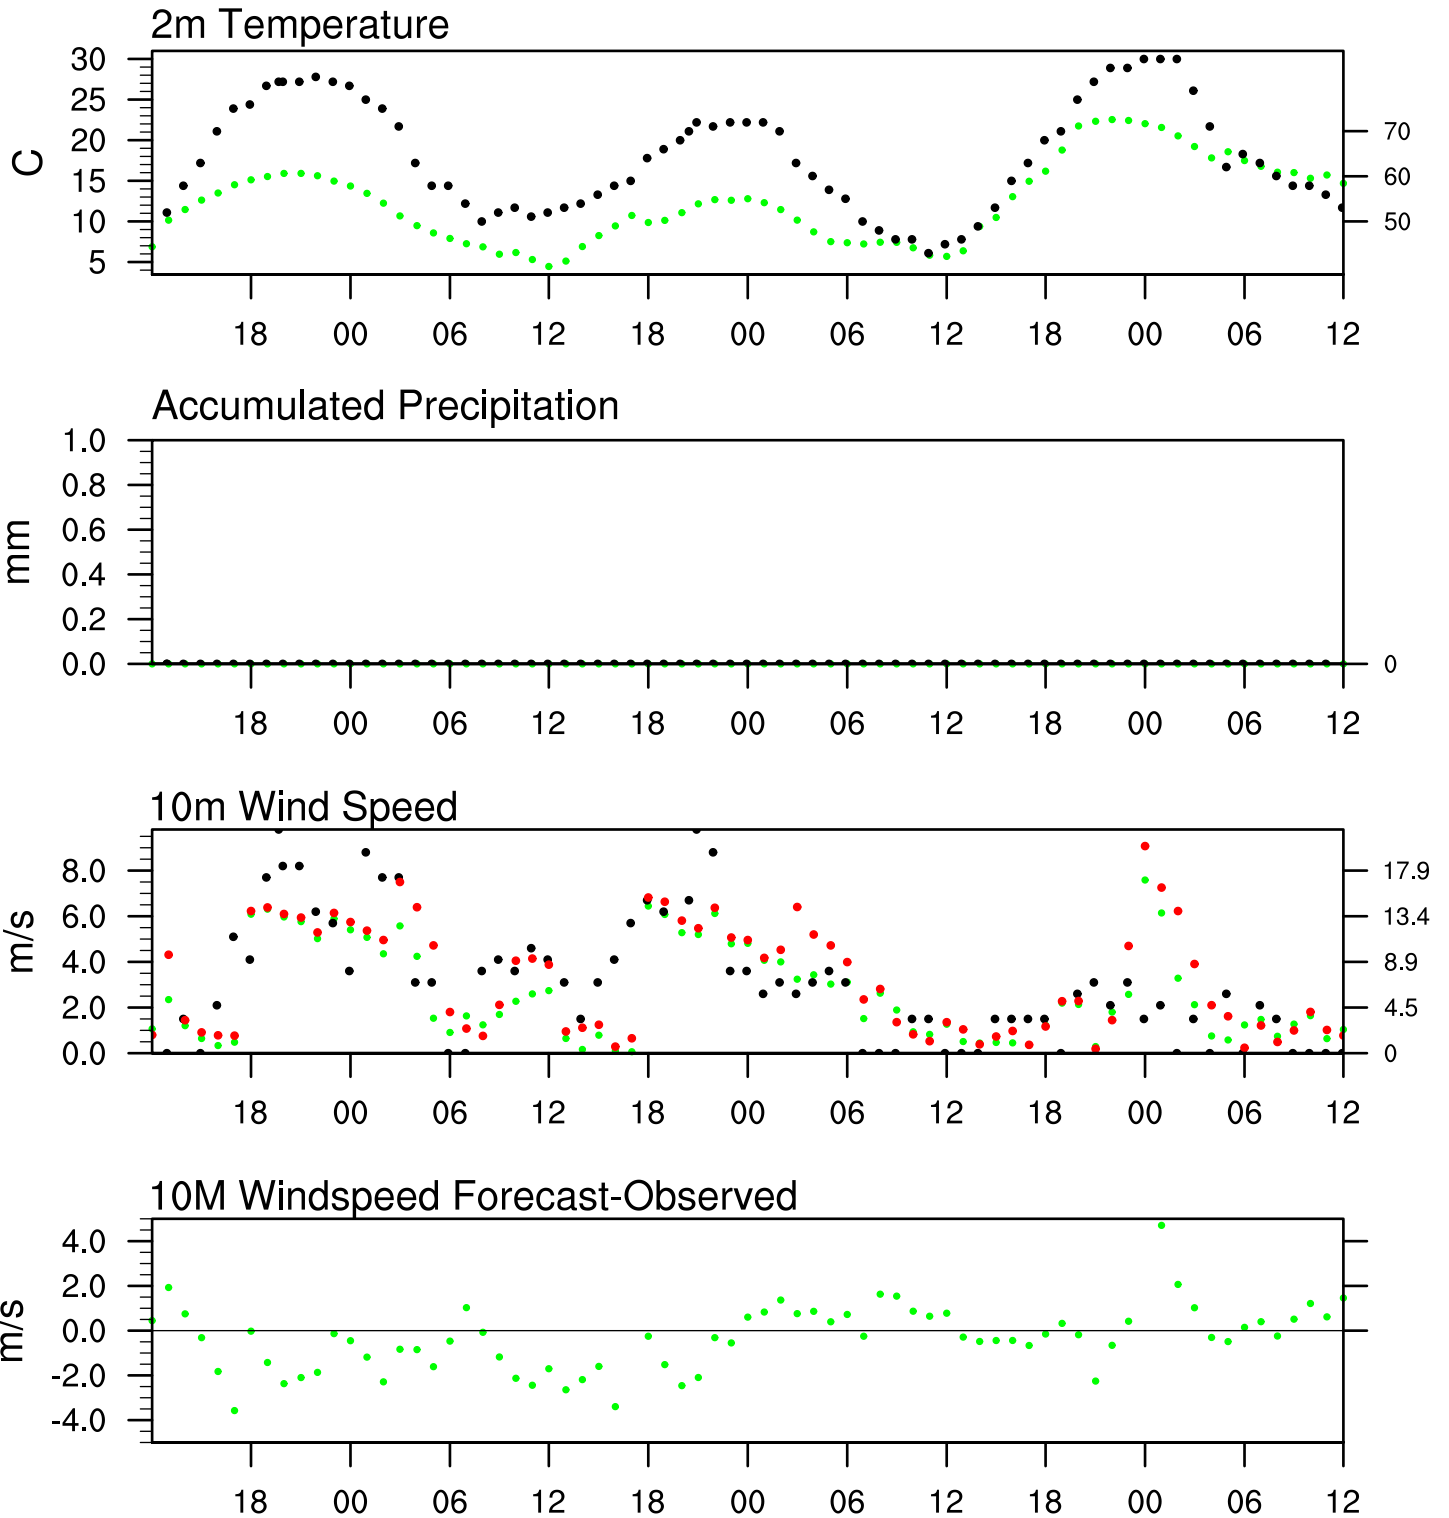 2m Temperature
30
25
20
15
10
5
C
70
60
50
18 00 06 12 18 00 06 12 18 00 06 12
Accumulated Precipitation
1.0
0.8
0.6
0.4
0.2
0.0
mm
0
18 00 06 12 18 00 06 12 18 00 06 12
10m Wind Speed
8.0
6.0
4.0
2.0
0.0
m/s
17.9
13.4
8.9
4.5
0
18 00 06 12 18 00 06 12 18 00 06 12
10M Windspeed Forecast-Observed
4.0
2.0
0.0
-2.0
-4.0
m/s
18 00 06 12 18 00 06 12 18 00 06 12